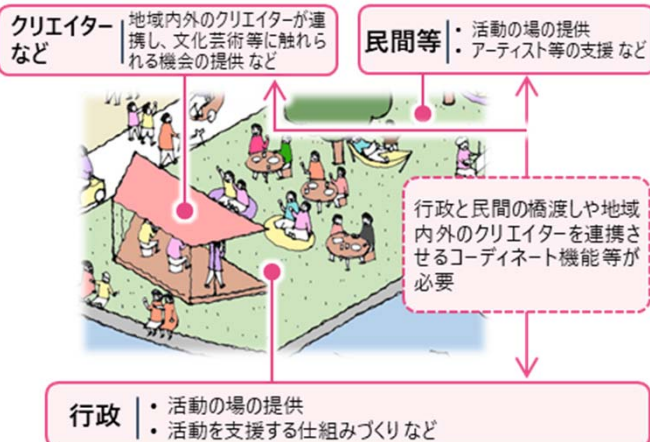 クリエイター
など
地域内外のクリエイターが連
携し、文化芸術等に触れら
れる機会の提供 など
民間等
・ 活動の場の提供
・ アーティスト等の支援 など
行政と民間の橋渡しや地域
内外のクリエイターを連携さ
せるコーディネート機能等が
必要
行政
・ 活動の場の提供
・ 活動を支援する仕組みづくり など